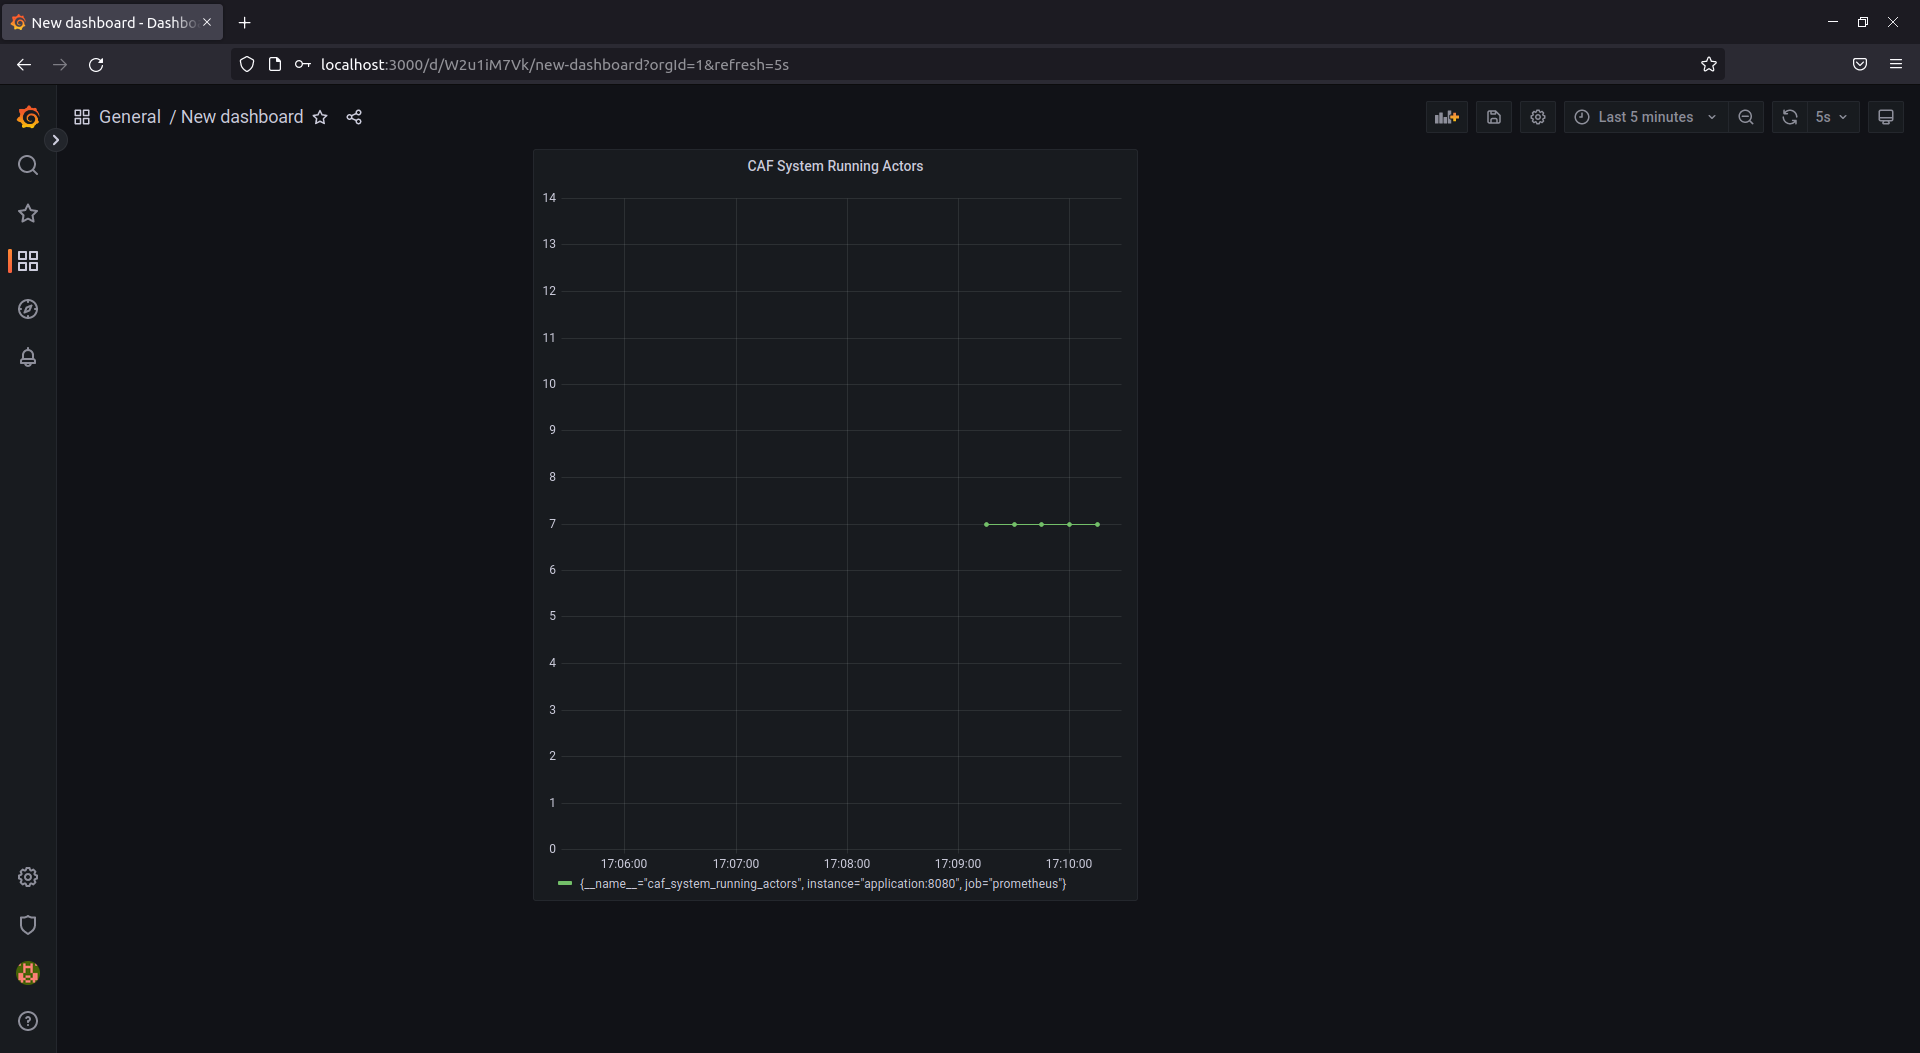 New dashboard - Dashbo
localhost:3000/d/W2u1iM7Vk/new-dashboard?orgId=1&refresh=5s
General / New dashboard
Last 5 minutes
5s
CAF System Running Actors
14
13
12
11
10
9
8
7
6
5
4
3
2
1
0
17:06:00 17:07:00 17:08:00 17:09:00 17:10:00
{__name__="caf_system_running_actors", instance="application:8080", job="prometheus"}